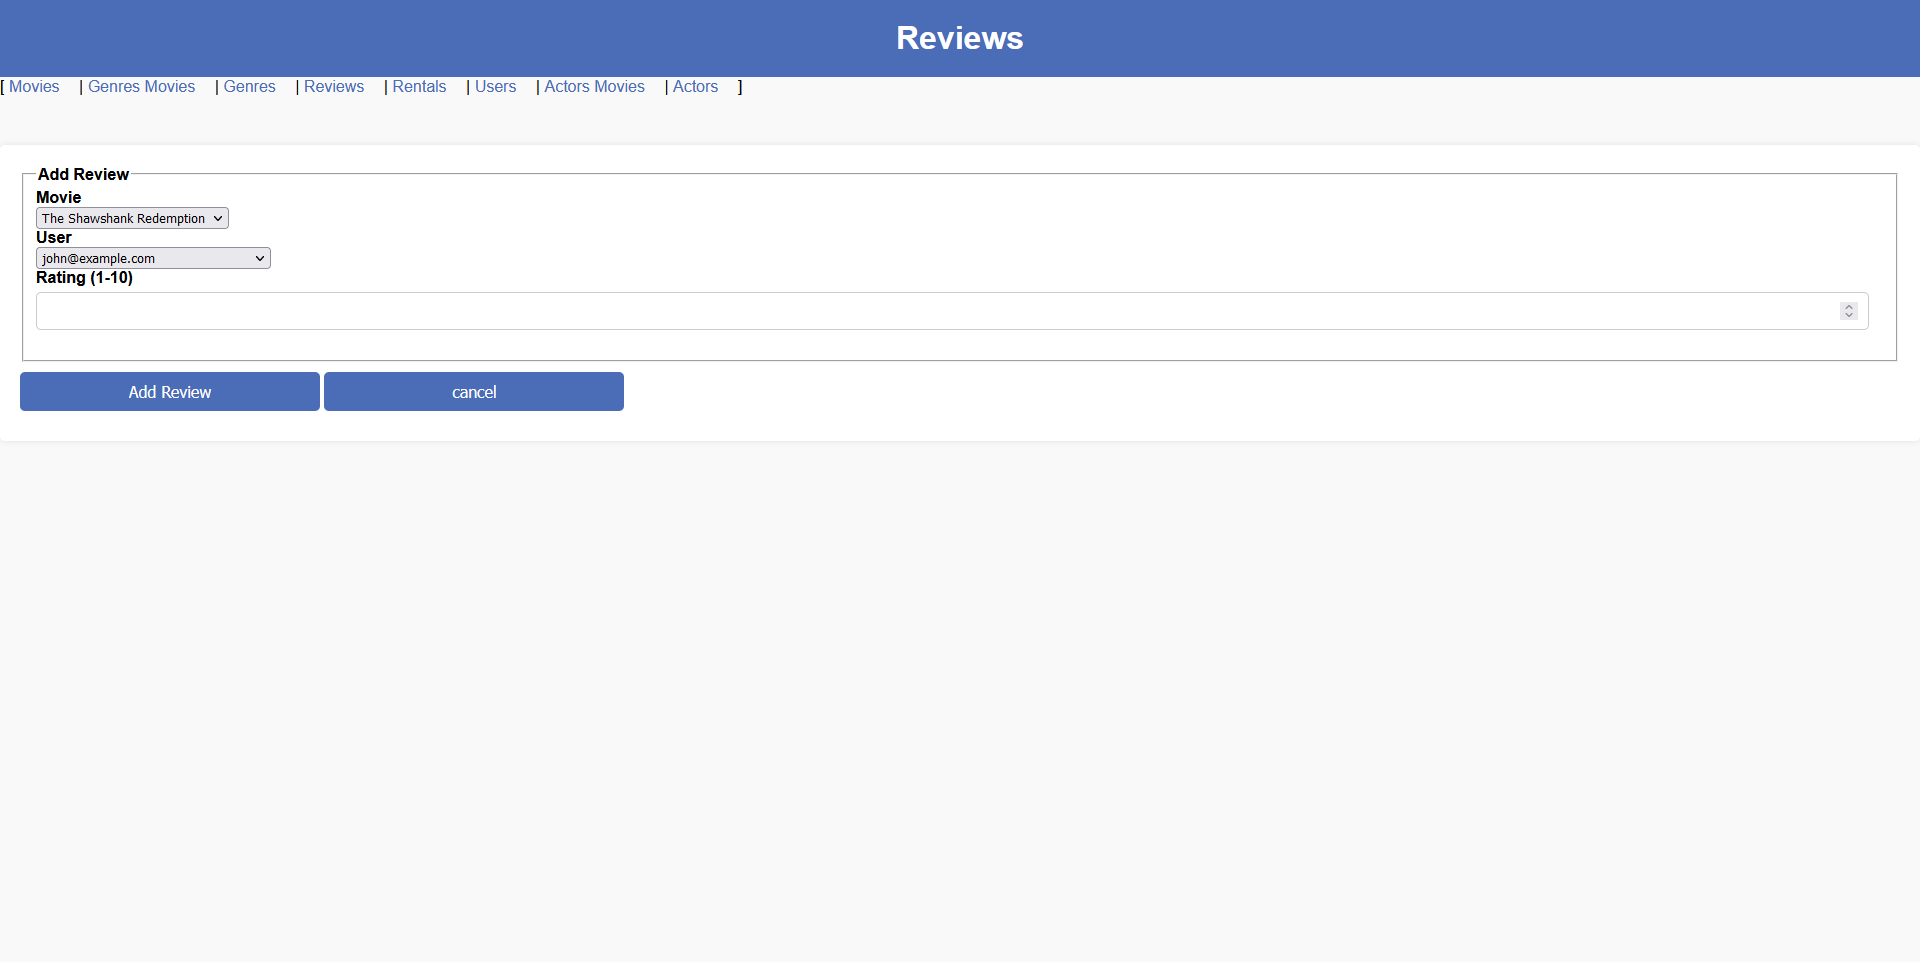 Reviews
[ Movies | Genres Movies | Genres | Reviews | Rentals | Users | Actors Movies | Actors ]
Add Review
Movie
The Shawshank Redemption
User
john@example.com
Rating (1-10)
Add Review cancel